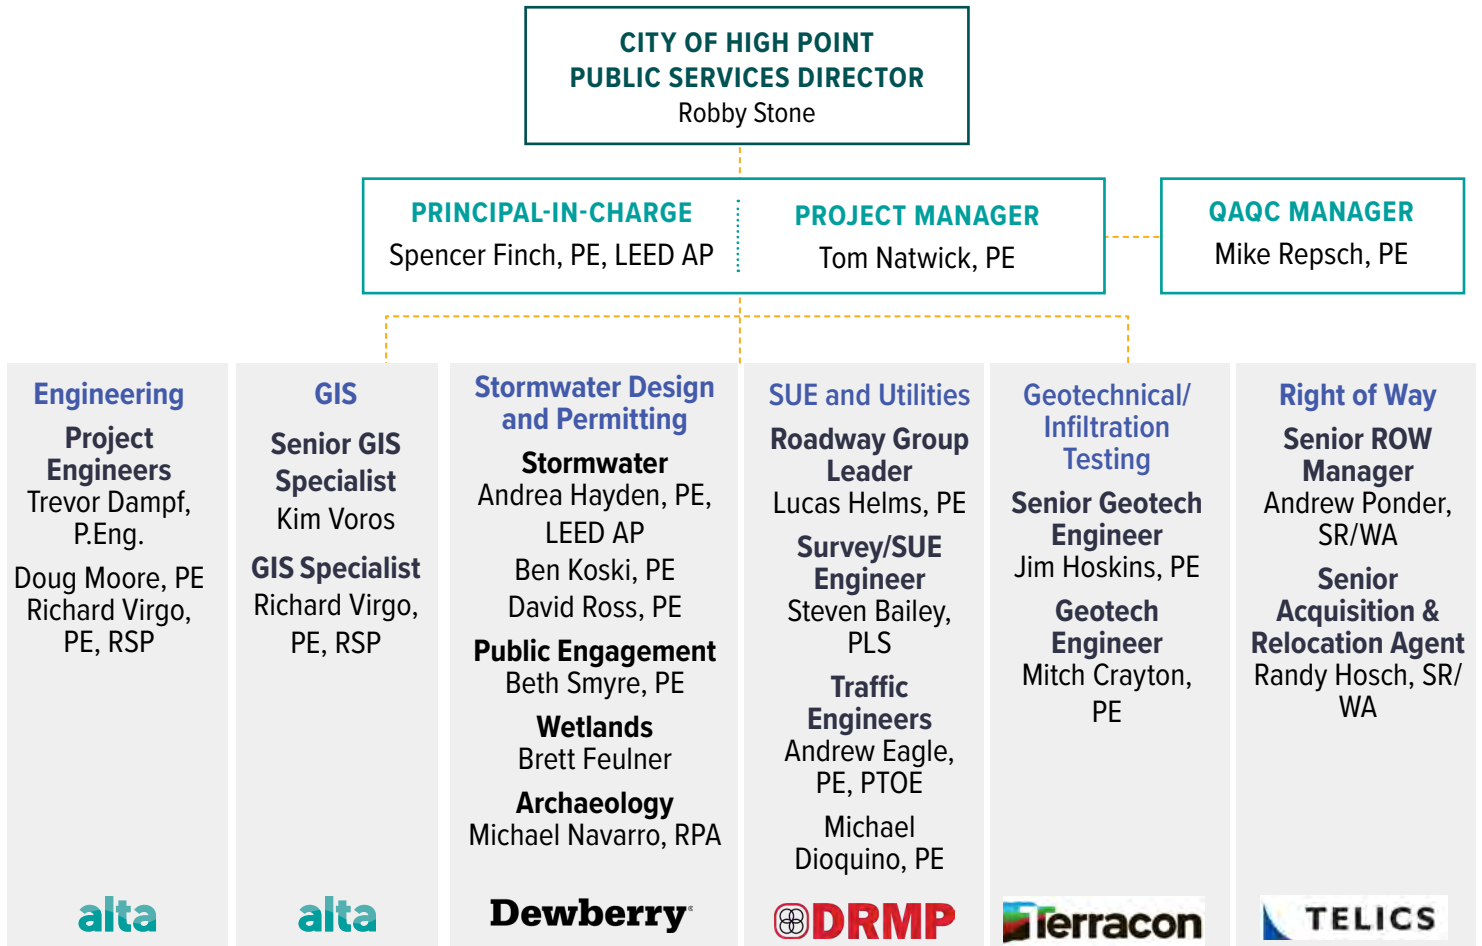 CITY OF HIGH POINT
PUBLIC SERVICES DIRECTOR
Robby Stone
PRINCIPAL-IN-CHARGE
Spencer Finch, PE, LEED AP
PROJECT MANAGER
Tom Natwick, PE
QAQC MANAGER
Mike Repsch, PE
Engineering
Project
Engineers
Trevor Dampf,
P.Eng.
Doug Moore, PE
Richard Virgo,
PE, RSP
alta
GIS
Senior GIS
Specialist
Kim Voros
GIS Specialist
Richard Virgo,
PE, RSP
alta
Stormwater Design
and Permitting
Stormwater
Andrea Hayden, PE,
LEED AP
Ben Koski, PE
David Ross, PE
Public Engagement
Beth Smyre, PE
Wetlands
Brett Feulner
Archaeology
Michael Navarro, RPA
Dewberry
SUE and Utilities
Roadway Group
Leader
Lucas Helms, PE
Survey/SUE
Engineer
Steven Bailey,
PLS
Traffic
Engineers
Andrew Eagle,
PE, PTOE
Michael
Dioquino, PE
DRMP
Geotechnical/
Infiltration
Testing
Senior Geotech
Engineer
Jim Hoskins, PE
Geotech
Engineer
Mitch Crayton,
PE
Terracon
Right of Way
Senior ROW
Manager
Andrew Ponder,
SR/WA
Senior
Acquisition &
Relocation Agent
Randy Hosch, SR/
WA
TELICS